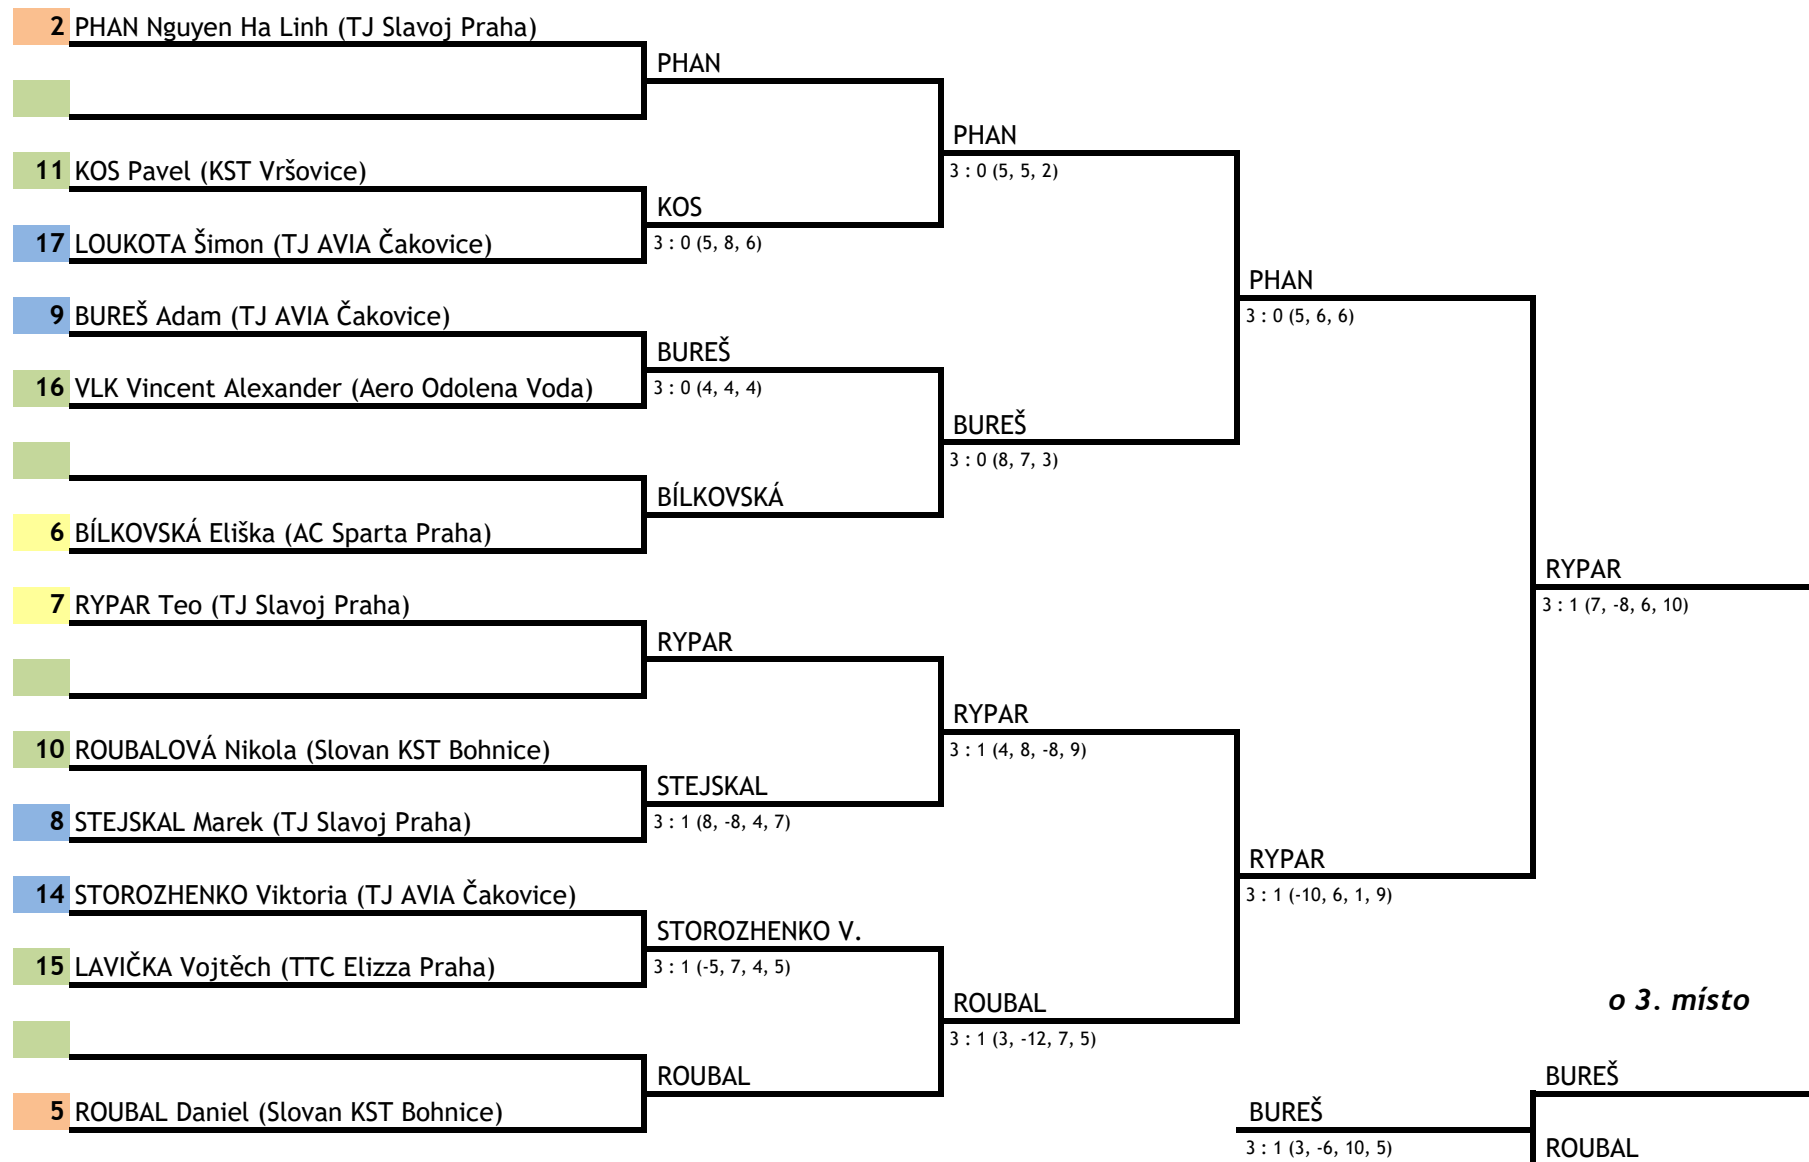 2 PHAN Nguyen Ha Linh (TJ Slavoj Praha)
PHAN
PHAN
3 : 0 (5, 5, 2)
11 KOS Pavel (KST Vršovice)
KOS
3 : 0 (5, 8, 6)
17 LOUKOTA Šimon (TJ AVIA Čakovice)
PHAN
3 : 0 (5, 6, 6)
9 BUREŠ Adam (TJ AVIA Čakovice)
BUREŠ
3 : 0 (4, 4, 4)
16 VLK Vincent Alexander (Aero Odolena Voda)
BUREŠ
3 : 0 (8, 7, 3)
BÍLKOVSKÁ
6 BÍLKOVSKÁ Eliška (AC Sparta Praha)
RYPAR
3 : 1 (7, -8, 6, 10)
7 RYPAR Teo (TJ Slavoj Praha)
RYPAR
RYPAR
3 : 1 (4, 8, -8, 9)
10 ROUBALOVÁ Nikola (Slovan KST Bohnice)
STEJSKAL
3 : 1 (8, -8, 4, 7)
8 STEJSKAL Marek (TJ Slavoj Praha)
RYPAR
3 : 1 (-10, 6, 1, 9)
14 STOROZHENKO Viktoria (TJ AVIA Čakovice)
STOROZHENKO V.
3 : 1 (-5, 7, 4, 5)
15 LAVIČKA Vojtěch (TTC Elizza Praha)
ROUBAL
3 : 1 (3, -12, 7, 5)
o 3. místo
ROUBAL
5 ROUBAL Daniel (Slovan KST Bohnice)
BUREŠ
BUREŠ
3 : 1 (3, -6, 10, 5)
ROUBAL